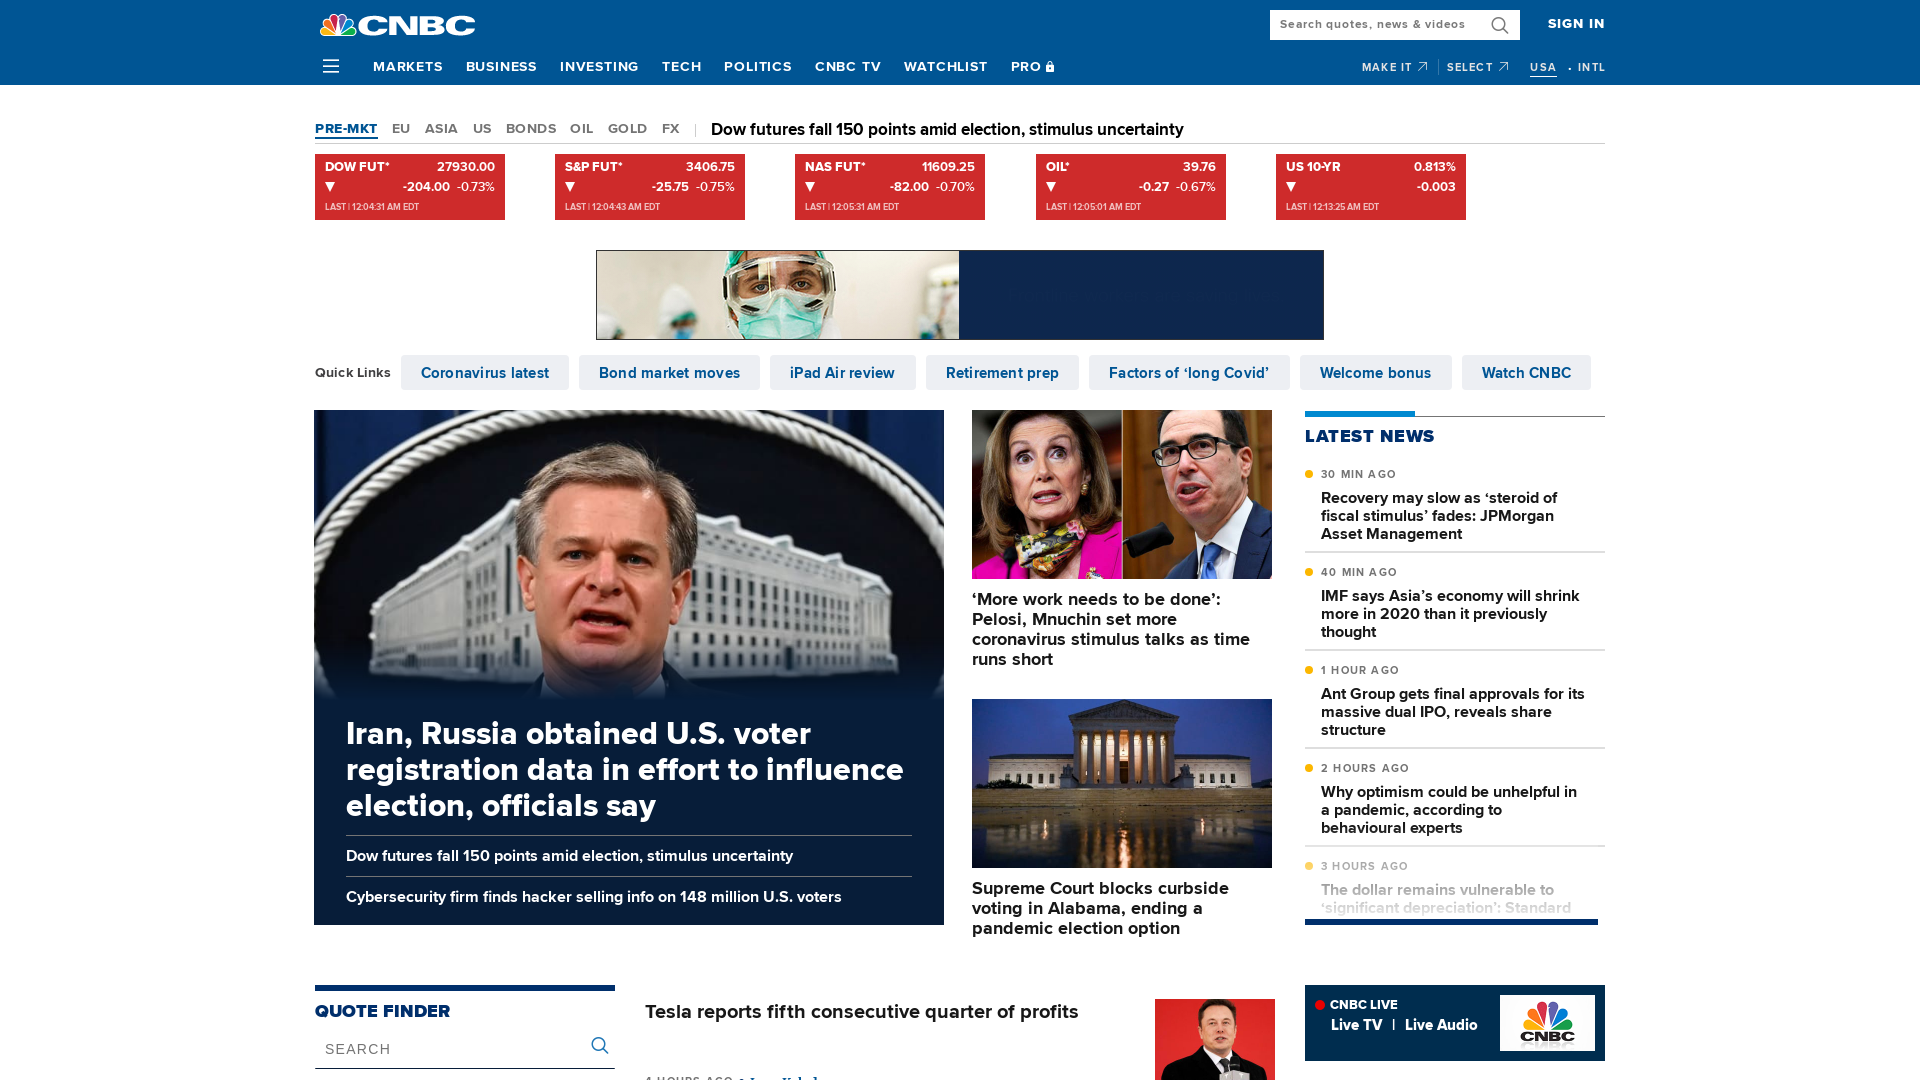 CNBC
Search quotes, news & videos
SIGN IN
MARKETS BUSINESS INVESTING TECH POLITICS CNBC TV WATCHLIST PRO
MAKE IT SELECT USA • INTL
PRE-MKT EU ASIA US BONDS OIL GOLD FX
Dow futures fall 150 points amid election, stimulus uncertainty
DOW FUT* 27930.00
-204.00 -0.73%
LAST | 12:04:31 AM EDT
S&P FUT* 3406.75
-25.75 -0.75%
LAST | 12:04:43 AM EDT
NAS FUT* 11609.25
-82.00 -0.70%
LAST | 12:05:31 AM EDT
OIL* 39.76
-0.27 -0.67%
LAST | 12:05:01 AM EDT
US 10-YR 0.813%
-0.003
LAST | 12:13:25 AM EDT
Quick Links
Coronavirus latest
Bond market moves
iPad Air review
Retirement prep
Factors of ‘long Covid’
Welcome bonus
Watch CNBC
Iran, Russia obtained U.S. voter
registration data in effort to influence
election, officials say
Dow futures fall 150 points amid election, stimulus uncertainty
Cybersecurity firm finds hacker selling info on 148 million U.S. voters
‘More work needs to be done’:
Pelosi, Mnuchin set more
coronavirus stimulus talks as time
runs short
Supreme Court blocks curbside
voting in Alabama, ending a
pandemic election option
LATEST NEWS
30 MIN AGO
Recovery may slow as ‘steroid of
fiscal stimulus’ fades: JPMorgan
Asset Management
40 MIN AGO
IMF says Asia’s economy will shrink
more in 2020 than it previously
thought
1 HOUR AGO
Ant Group gets final approvals for its
massive dual IPO, reveals share
structure
2 HOURS AGO
Why optimism could be unhelpful in
a pandemic, according to
behavioural experts
3 HOURS AGO
The dollar remains vulnerable to
‘significant depreciation’: Standard
QUOTE FINDER
SEARCH
Tesla reports fifth consecutive quarter of profits
CNBC LIVE
Live TV | Live Audio
CNBC